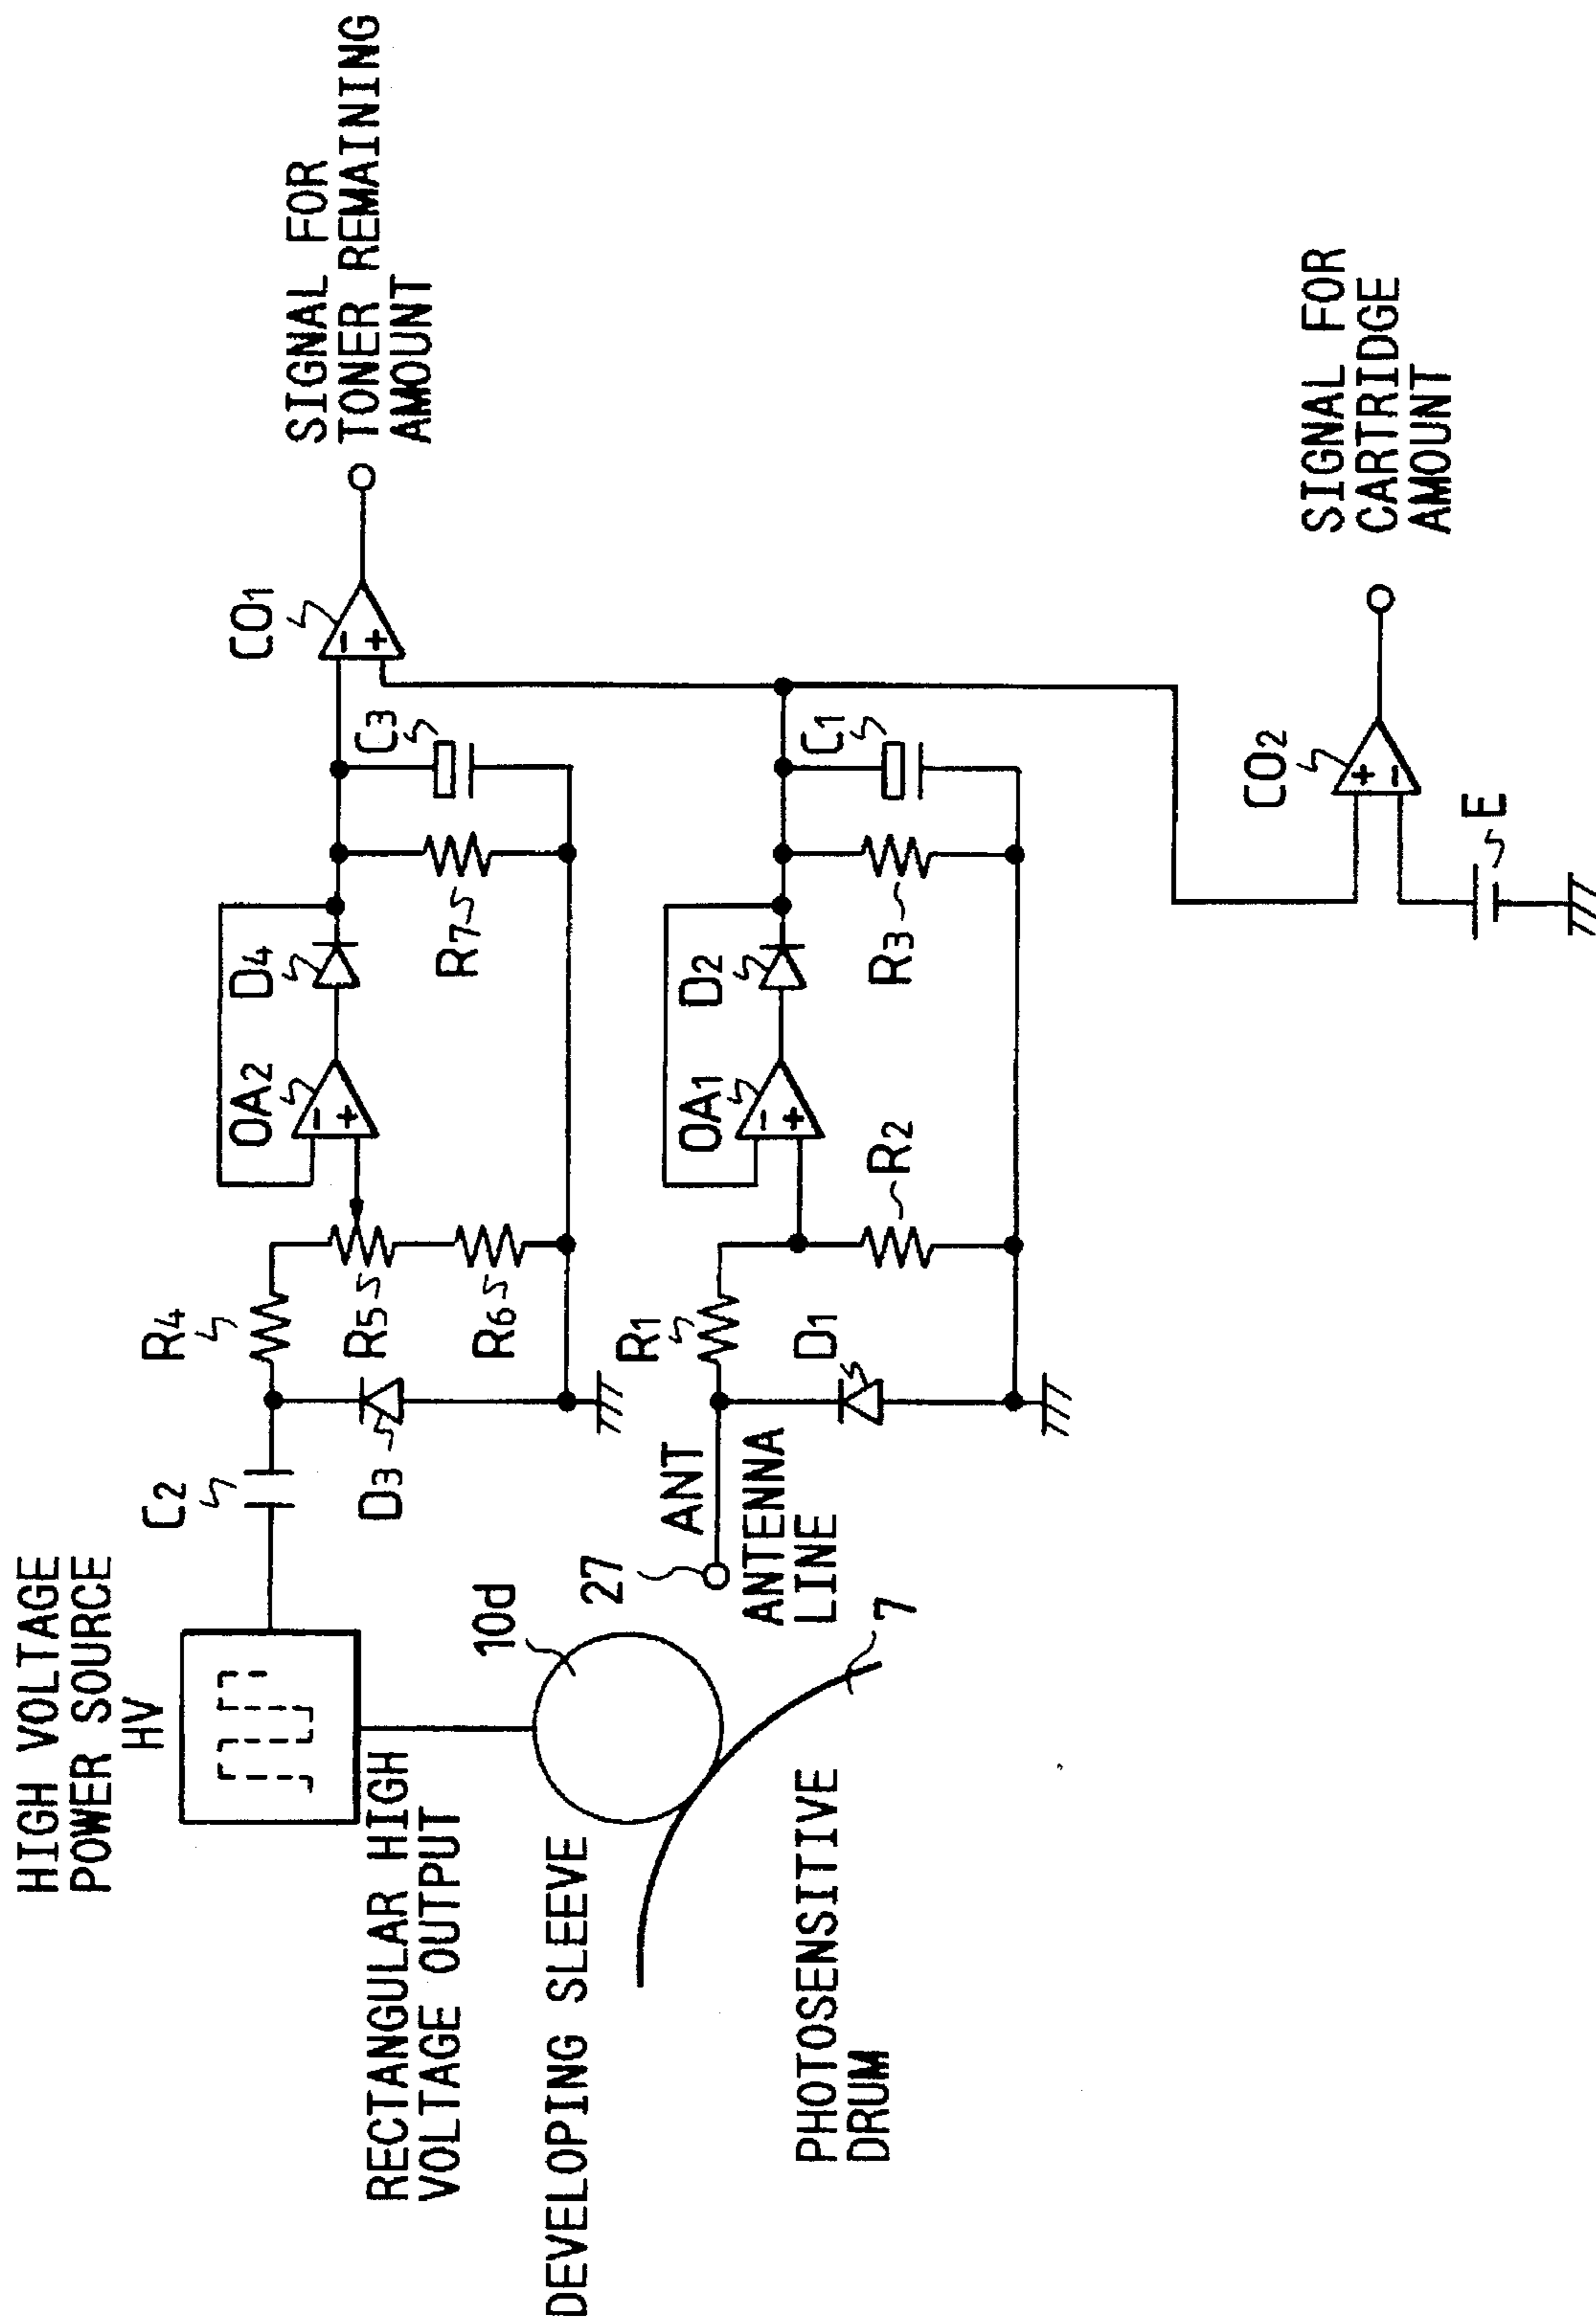 HIGH VOLTAGE
POWER SOURCE
HV
RECTANGULAR HIGH
VOLTAGE OUTPUT
DEVELOPING SLEEVE
10d
PHOTOSENSITIVE
DRUM
7
27
ANT
ANTENNA
LINE
C2
R4
D3
R5
R6
OA2
-
+
D4
R7
C3
CO1
-
+
SIGNAL FOR
TONER REMAINING
AMOUNT
R1
D1
R2
OA1
-
+
D2
R3
C1
CO2
+
-
E
SIGNAL FOR
CARTRIDGE
AMOUNT